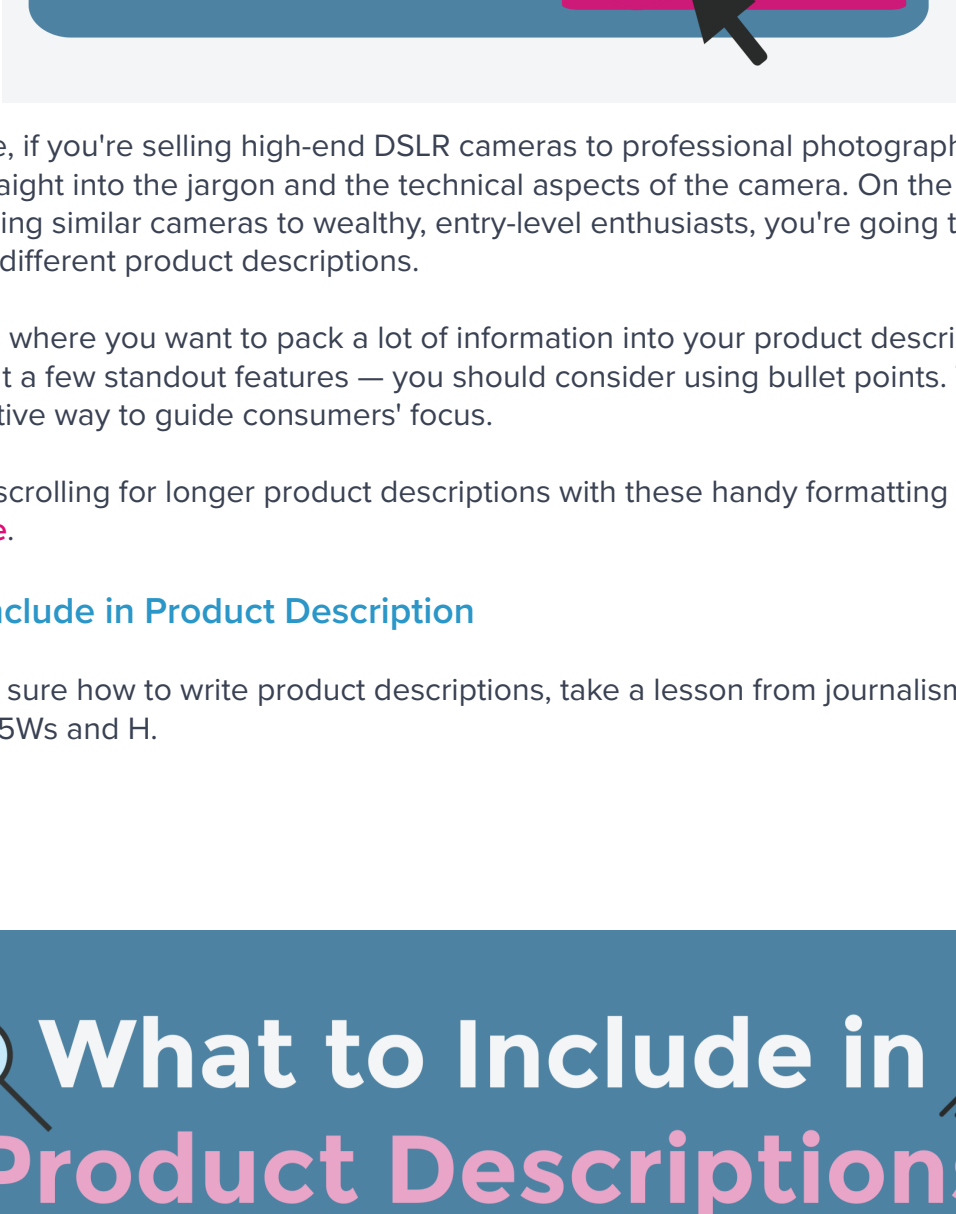 e, if you're selling high-end DSLR cameras to professional photograph
aight into the jargon and the technical aspects of the camera. On the
ing similar cameras to wealthy, entry-level enthusiasts, you're going t
different product descriptions.
where you want to pack a lot of information into your product descri
t a few standout features — you should consider using bullet points.
tive way to guide consumers' focus.
scrolling for longer product descriptions with these handy formatting
e.
nclude in Product Description
sure how to write product descriptions, take a lesson from journalism
5Ws and H.
What to Include in
Product Descriptions